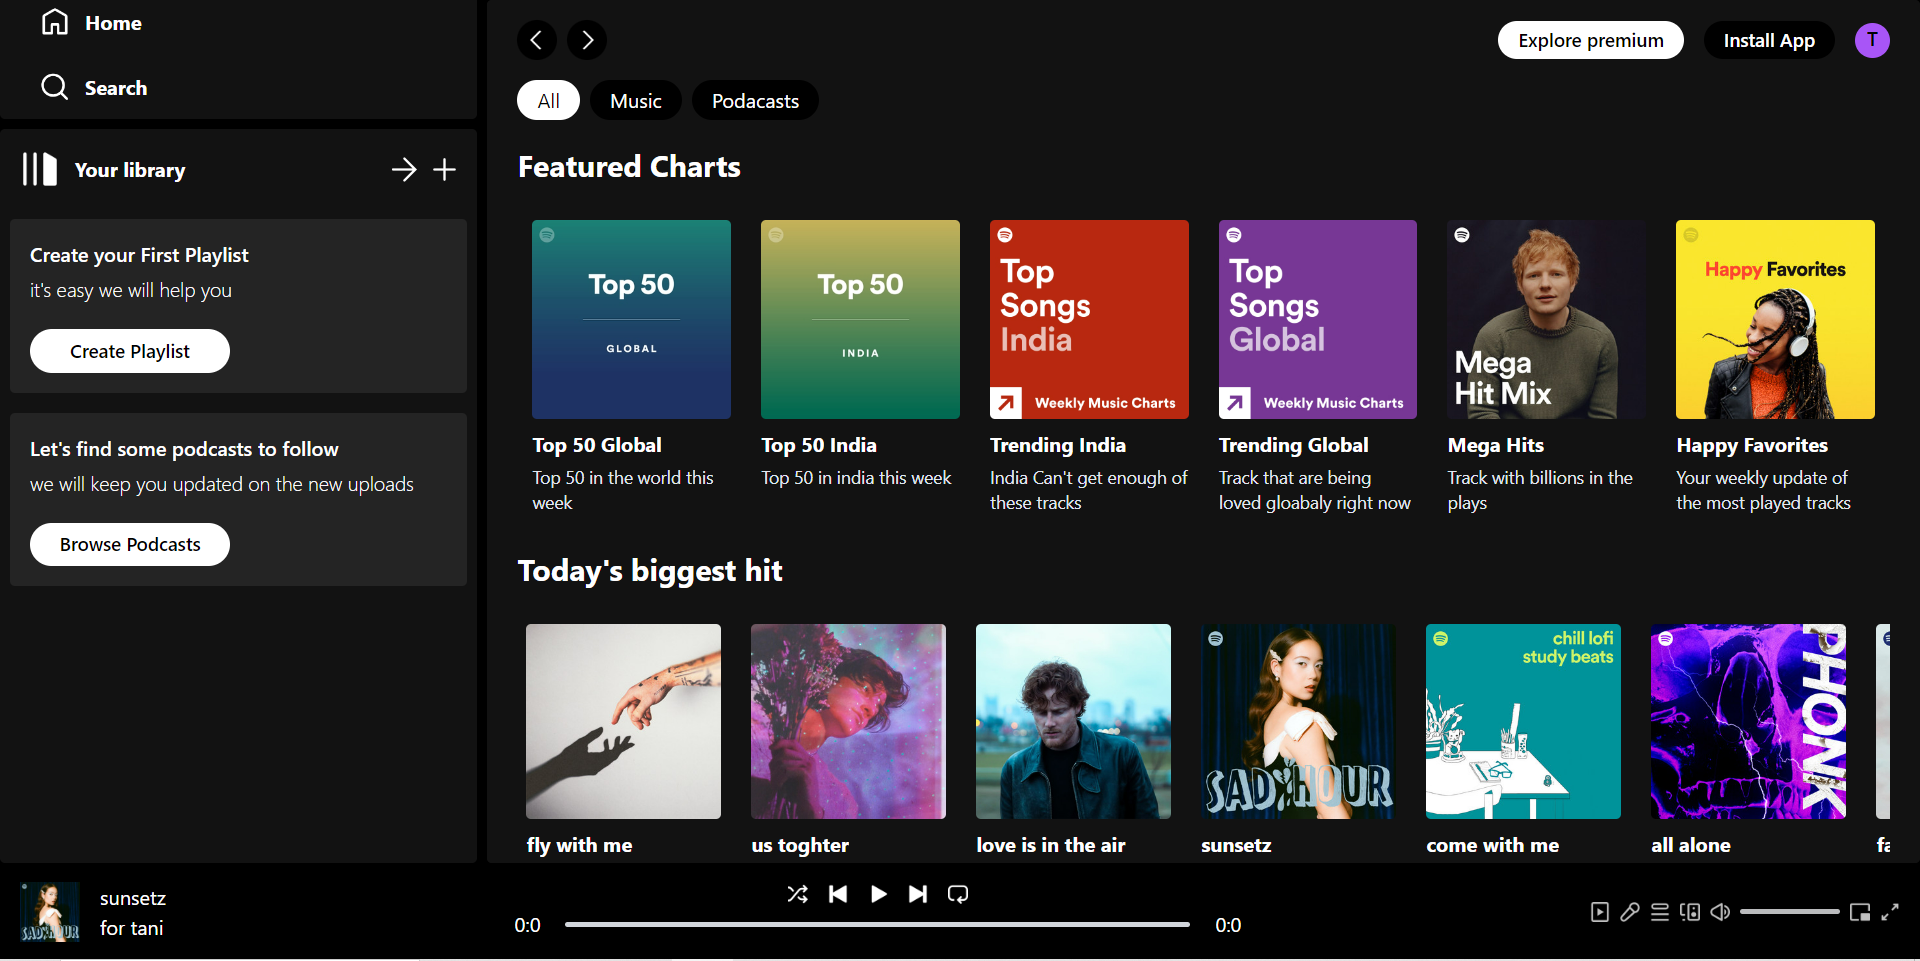 Home
Search
Your library
Create your First Playlist
it's easy we will help you
Create Playlist
Let's find some podcasts to follow
we will keep you updated on the new uploads
Browse Podcasts
Explore premium
Install App
T
All
Music
Podacasts
Featured Charts
Top 50
GLOBAL
Top 50 Global
Top 50 in the world this
week
Top 50
INDIA
Top 50 India
Top 50 in india this week
Top
Songs
India
Weekly Music Charts
Trending India
India Can't get enough of
these tracks
Top
Songs
Global
Weekly Music Charts
Trending Global
Track that are being
loved gloabaly right now
Mega
Hit Mix
Mega Hits
Track with billions in the
plays
Happy Favorites
Happy Favorites
Your weekly update of
the most played tracks
Today's biggest hit
fly with me
us toghter
love is in the air
SAD HOUR
sunsetz
chill lofi
study beats
come with me
PHONK
all alone
sunsetz
for tani
SAD HOUR
0:0
0:0